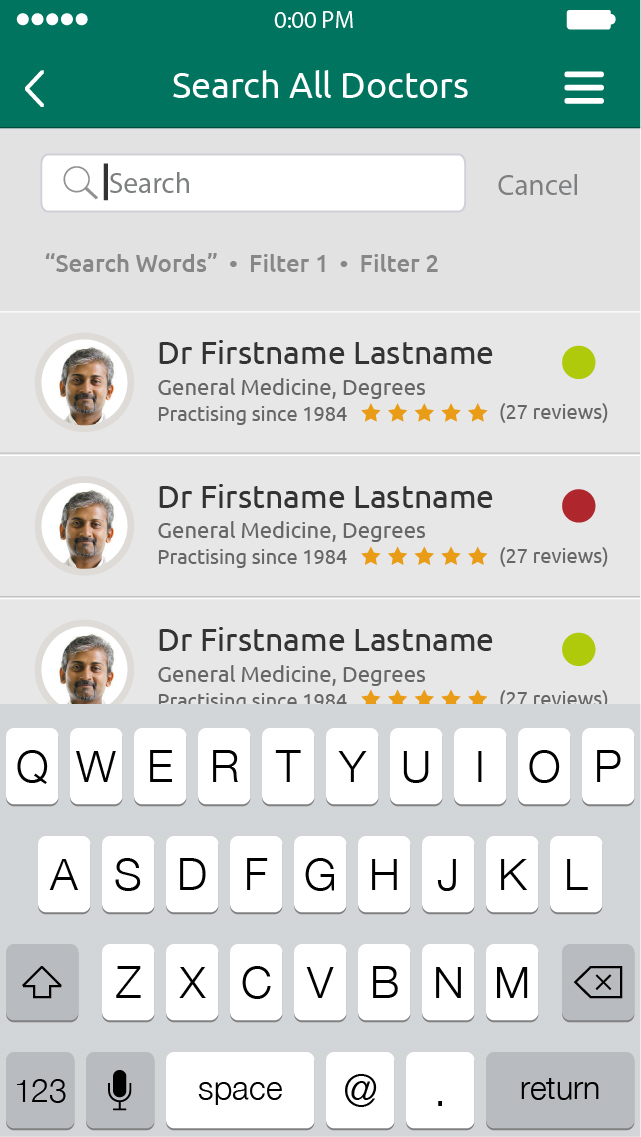 0:00 PM
Search All Doctors
Search
Cancel
“Search Words” • Filter 1 • Filter 2
Dr Firstname Lastname
General Medicine, Degrees
Practising since 1984 (27 reviews)
Dr Firstname Lastname
General Medicine, Degrees
Practising since 1984 (27 reviews)
Dr Firstname Lastname
General Medicine, Degrees
Practising since 1984 (27 reviews)
Q W E R T Y U I O P
A S D F G H J K L
Z X C V B N M
123 space @ . return